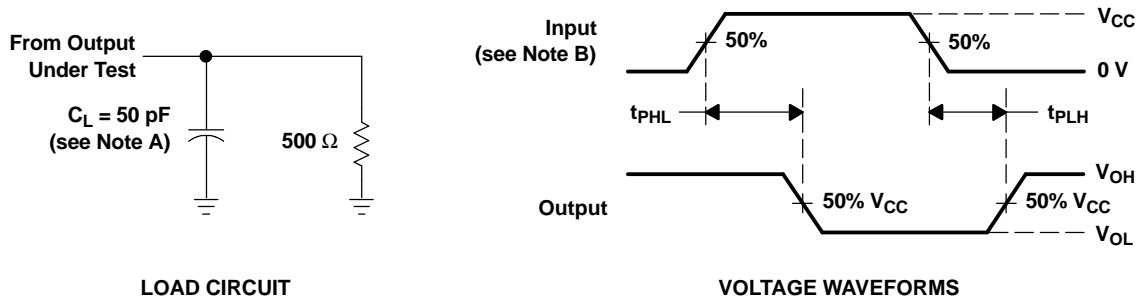 From Output
Under Test
C_L = 50 pF
(see Note A)
500 Ω
LOAD CIRCUIT
Input
(see Note B)
50%
50%
V_CC
0 V
t_PHL
t_PLH
Output
50% V_CC
50% V_CC
V_OH
V_OL
VOLTAGE WAVEFORMS